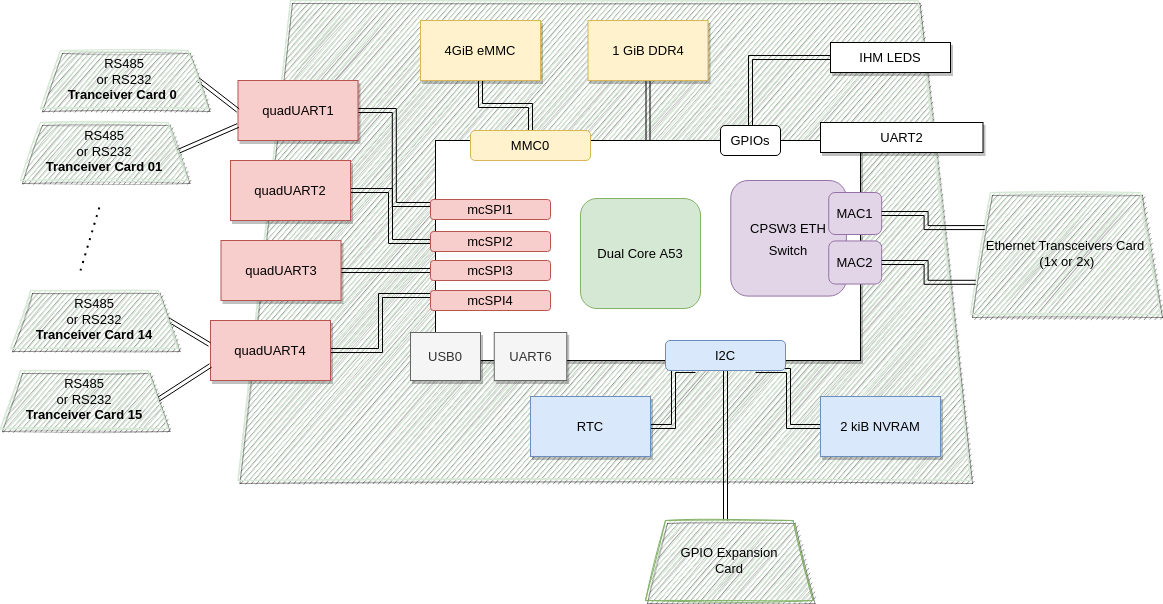 4GiB eMMC
1 GiB DDR4
IHM LEDS
RS485
or RS232
Tranceiver Card 0
quadUART1
MMC0
GPIOs
UART2
RS485
or RS232
Tranceiver Card 01
quadUART2
mcSPI1
mcSPI2
mcSPI3
mcSPI4
Dual Core A53
CPSW3 ETH
Switch
MAC1
MAC2
Ethernet Transceivers Card
(1x or 2x)
quadUART3
RS485
or RS232
Tranceiver Card 14
quadUART4
USB0
UART6
I2C
RS485
or RS232
Tranceiver Card 15
RTC
2 kiB NVRAM
GPIO Expansion
Card